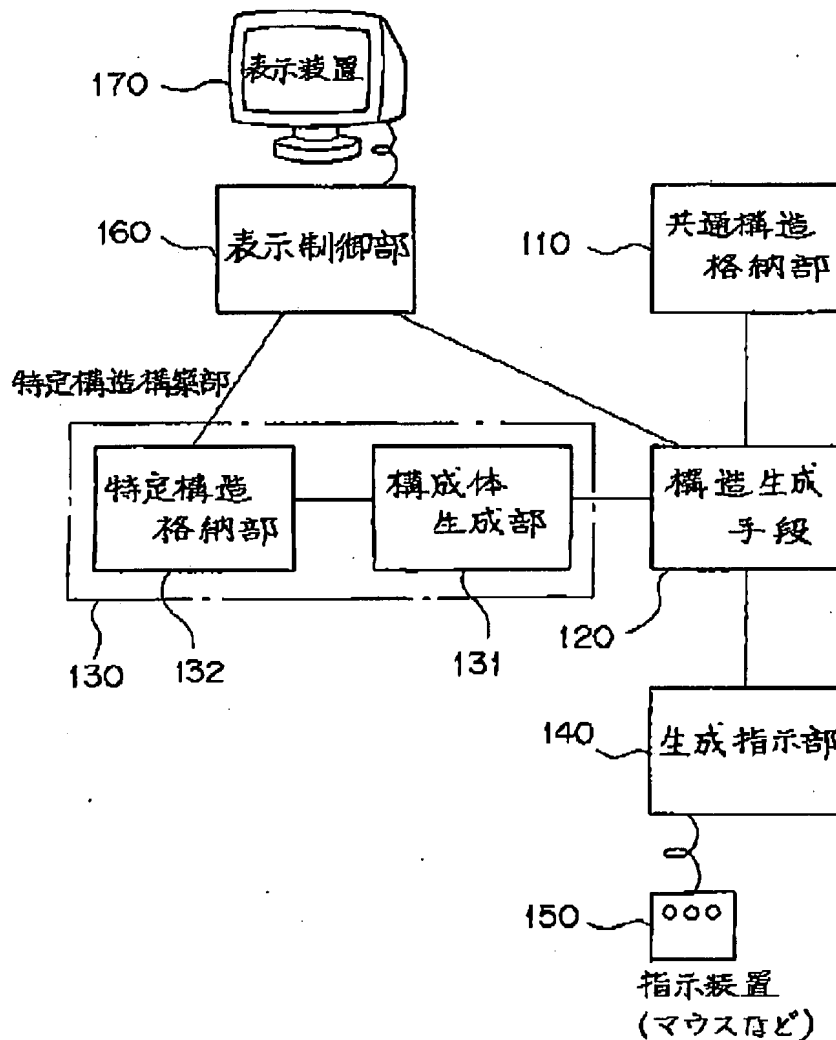 表示装置
170
160
表示制御部
110
共通構造
格納部
特定構造構築部
特定構造
格納部
構成体
生成部
構造生成
手段
130
132
131
120
140
生成指示部
150
指示装置
(マウスなど)